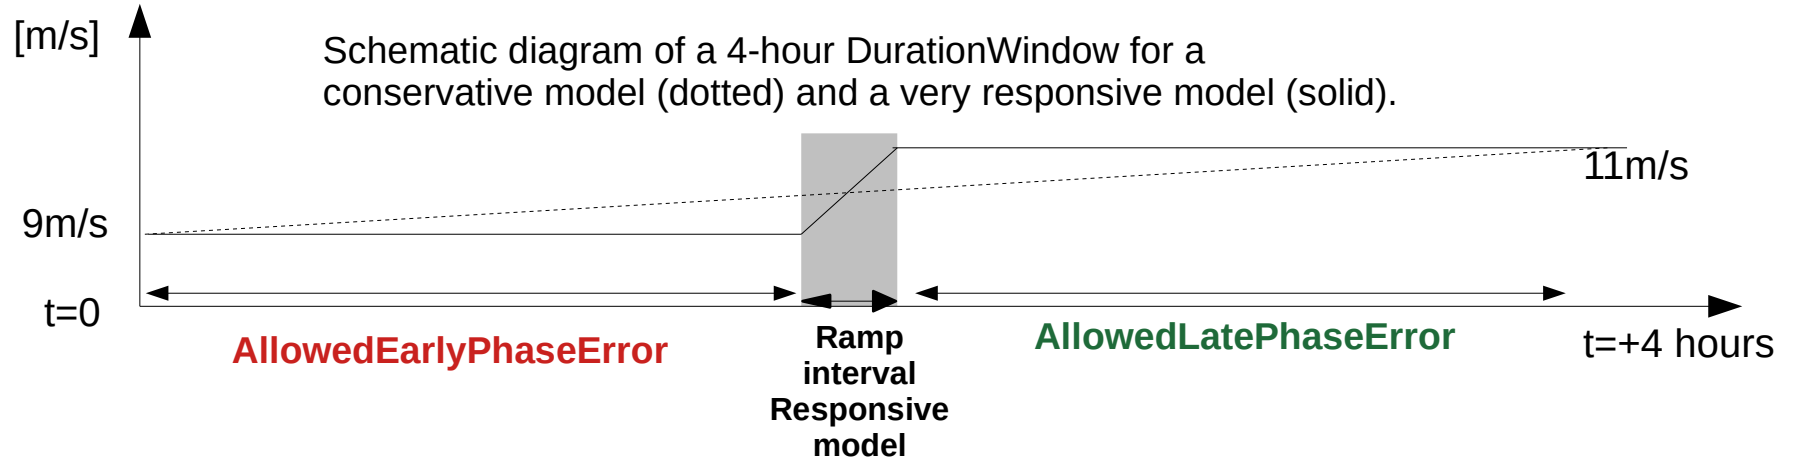 [m/s]
Schematic diagram of a 4-hour DurationWindow for a
conservative model (dotted) and a very responsive model (solid).
11m/s
9m/s
t=0
AllowedEarlyPhaseError
Ramp
interval
Responsive
model
AllowedLatePhaseError
t=+4 hours